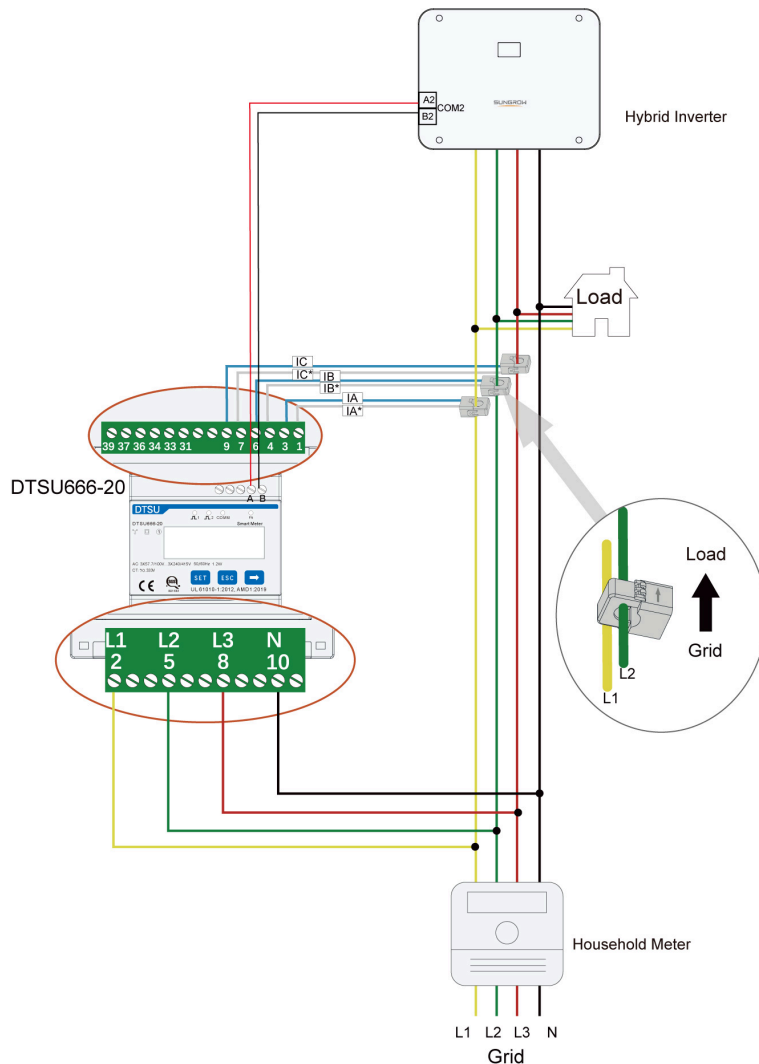 A2
B2
COM2
SUNGROW
Hybrid Inverter
Load
IC
IC*
IB
IB*
IA
IA*
39 37 36 34 33 31 9 7 6 4 3 1
DTSU666-20
A B
DTSU
COMM
DTSU666-20
Smart Meter
SET ESC
CE
UL 61010-1:2012, AMD1:2016
L1 L2 L3 N
2 5 8 10
Load
Grid
L2
L1
Household Meter
L1 L2 L3 N
Grid